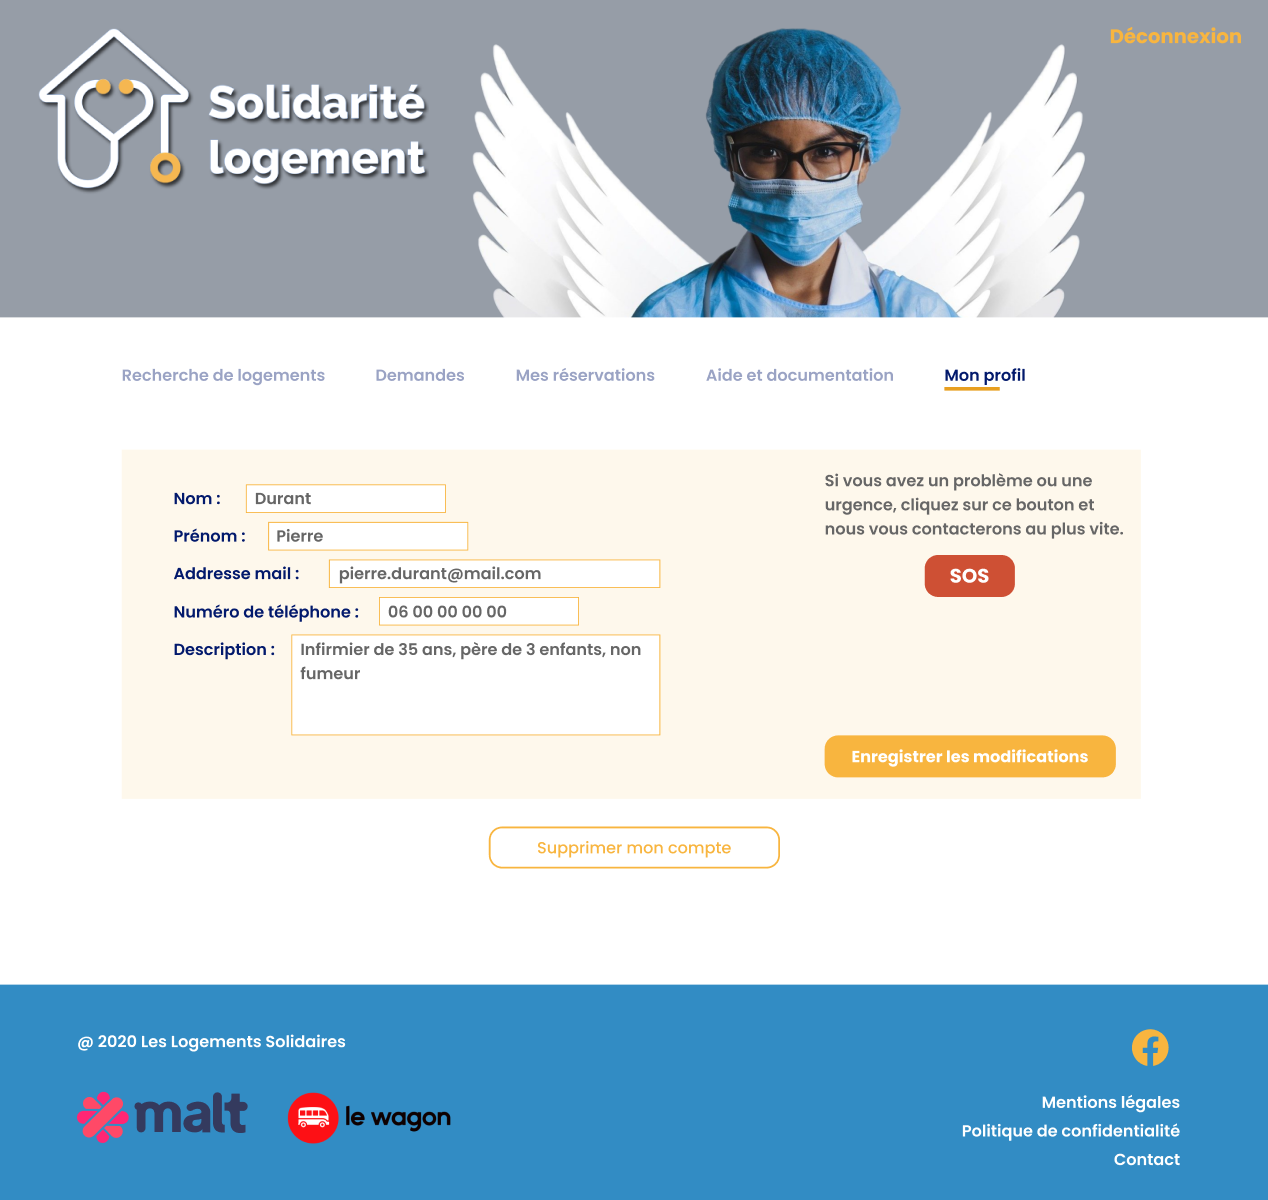 Déconnexion
Solidarité
logement
Recherche de logements
Demandes
Mes réservations
Aide et documentation
Mon profil
Nom :
Durant
Prénom :
Pierre
Addresse mail :
pierre.durant@mail.com
Numéro de téléphone :
06 00 00 00 00
Description :
Infirmier de 35 ans, père de 3 enfants, non
fumeur
Si vous avez un problème ou une
urgence, cliquez sur ce bouton et
nous vous contacterons au plus vite.
SOS
Enregistrer les modifications
Supprimer mon compte
@ 2020 Les Logements Solidaires
malt
le wagon
Mentions légales
Politique de confidentialité
Contact